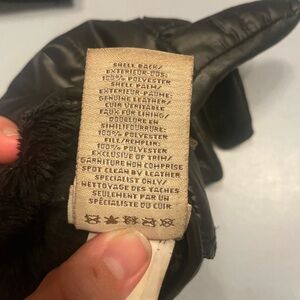 SHELL BACK/
EXTERIEUR-DOS:
100% POLYESTER
SHELL PALM/
EXTERIEUR-PAUME:
GENUINE LEATHER/
CUIR VERITABLE
FAUX FUR LINING/
DOUBLURE EN
SIMILIFOURRURE:
100% POLYESTER
FILL/REMPLIR:
100% POLYESTER
EXCLUSIVE OF TRIM/
GARNITURE NON COMPRISE
SPOT CLEAN BY LEATHER
SPECIALIST ONLY/
NETTOYAGE DES TACHES
SEULEMENT PAR UN
SPECIALISTE DU CUIR